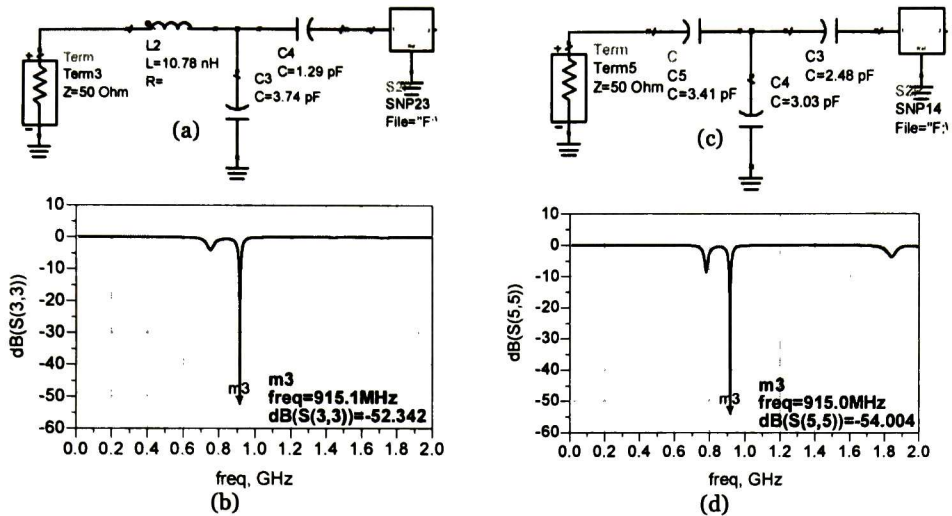 Term
Term3
Z=50 Ohm
L2
L=10.78 nH
R=
C4
C=1.29 pF
C3
C=3.74 pF
SNP23
File="F:\
(a)
Term
Term5
Z=50 Ohm
C
C5
C=3.41 pF
C3
C=2.48 pF
C4
C=3.03 pF
SNP14
File="F:\
(c)
dB(S(3,3))
10
0
-10
-20
-30
-40
-50
-60
m3
m3
freq=915.1MHz
dB(S(3,3))=-52.342
0.0 0.2 0.4 0.6 0.8 1.0 1.2 1.4 1.6 1.8 2.0
freq, GHz
(b)
dB(S(5,5))
10
0
-10
-20
-30
-40
-50
-60
m3
m3
freq=915.0MHz
dB(S(5,5))=-54.004
0.0 0.2 0.4 0.6 0.8 1.0 1.2 1.4 1.6 1.8 2.0
freq, GHz
(d)